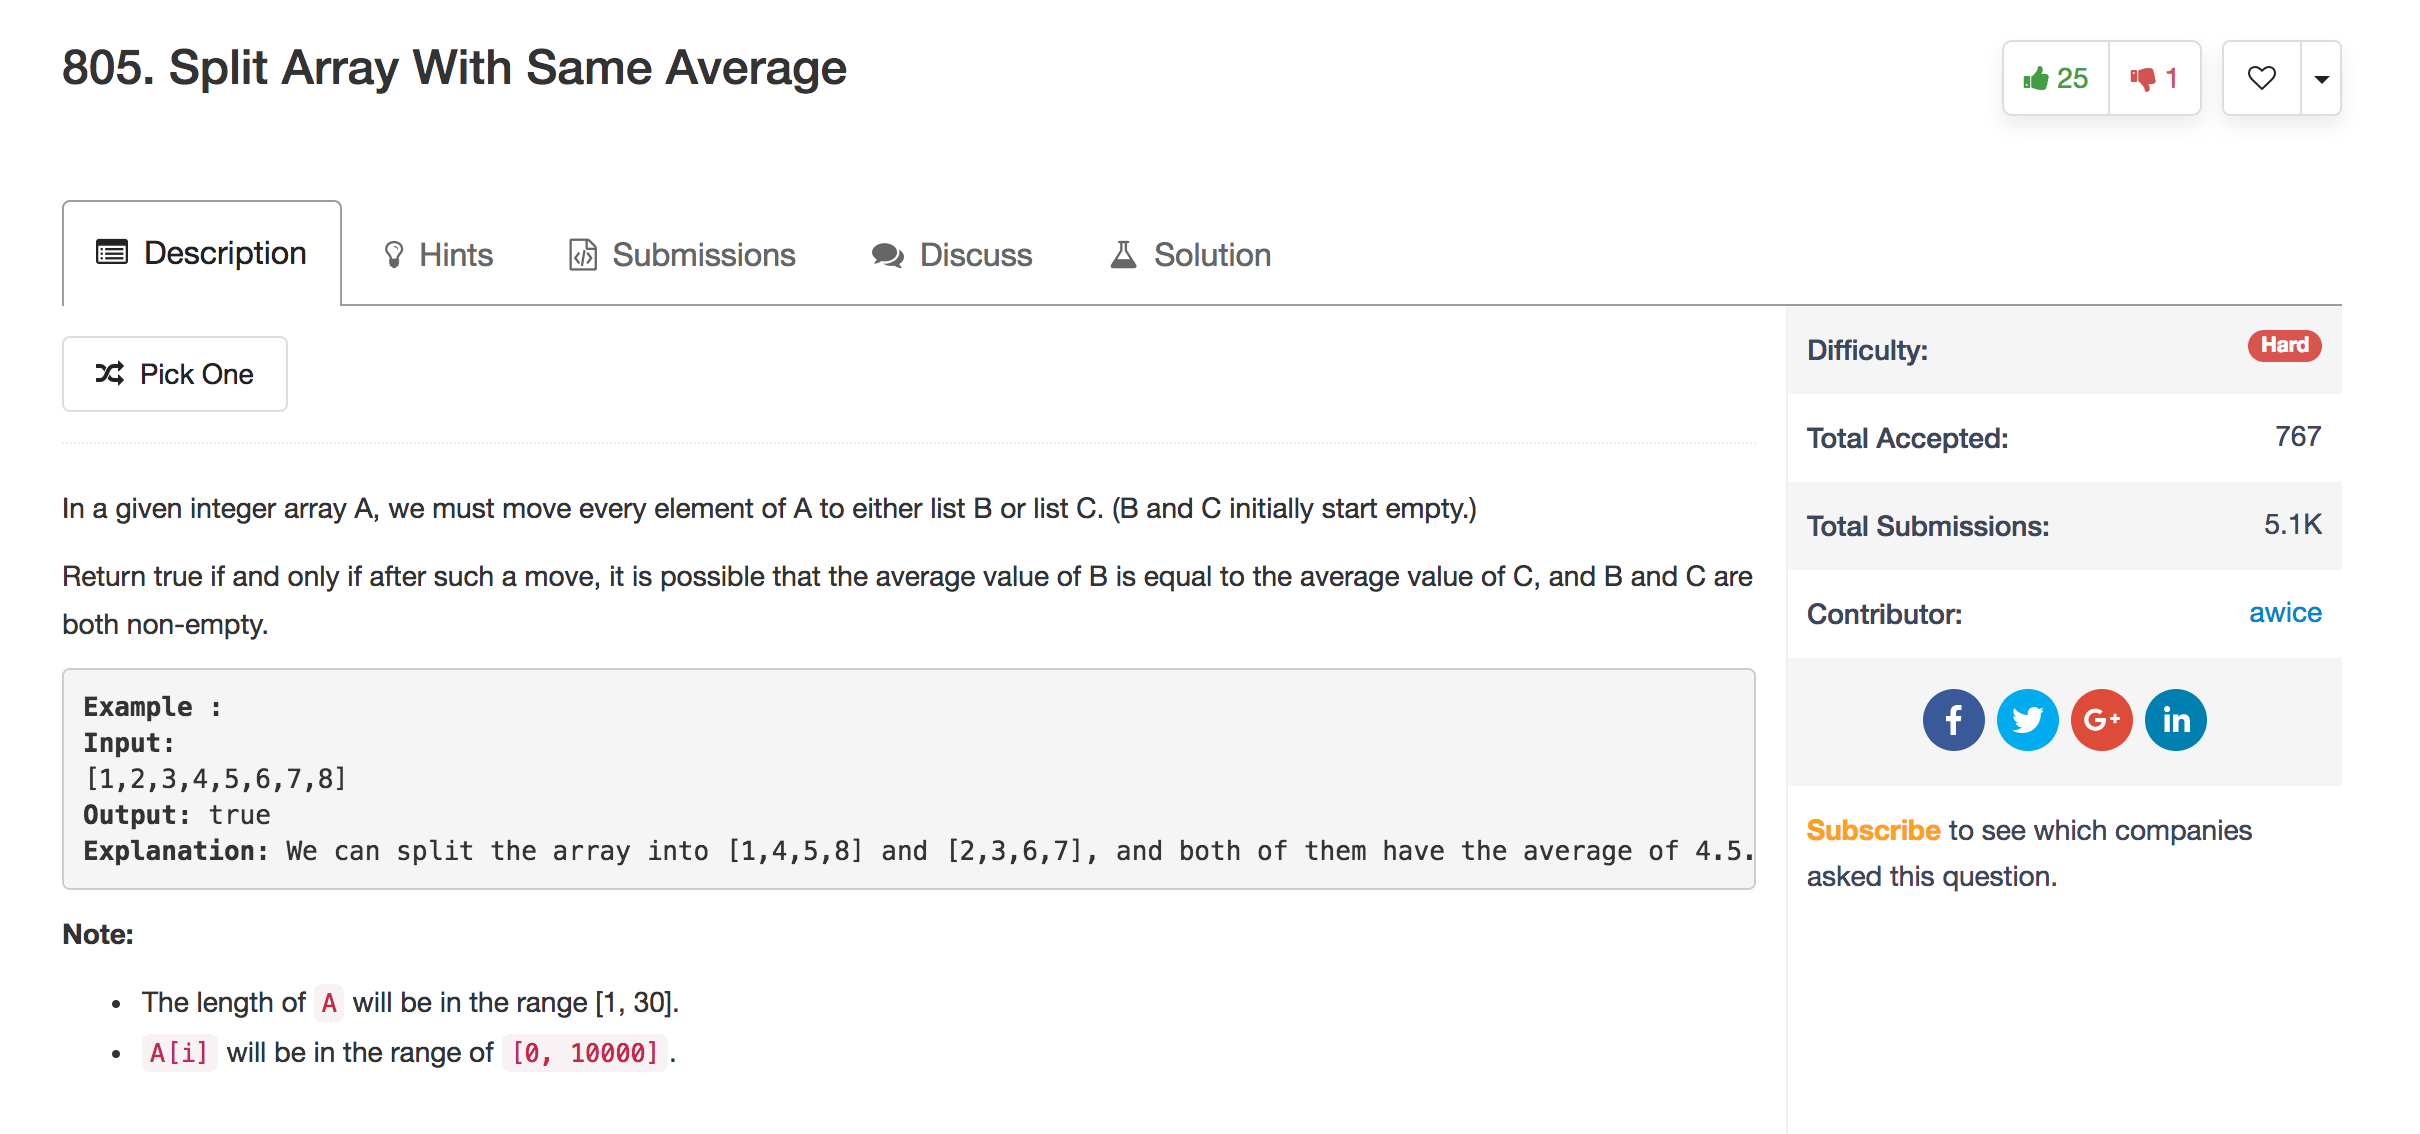 805. Split Array With Same Average
25
1
Description
Hints
Submissions
Discuss
Solution
Pick One
In a given integer array A, we must move every element of A to either list B or list C. (B and C initially start empty.)
Return true if and only if after such a move, it is possible that the average value of B is equal to the average value of C, and B and C are
both non-empty.
Example :
Input:
[1,2,3,4,5,6,7,8]
Output: true
Explanation: We can split the array into [1,4,5,8] and [2,3,6,7], and both of them have the average of 4.5.
Note:
• The length of A will be in the range [1, 30].
• A[i] will be in the range of [0, 10000] .
Difficulty: Hard
Total Accepted: 767
Total Submissions: 5.1K
Contributor: awice
f
G+
in
Subscribe to see which companies
asked this question.